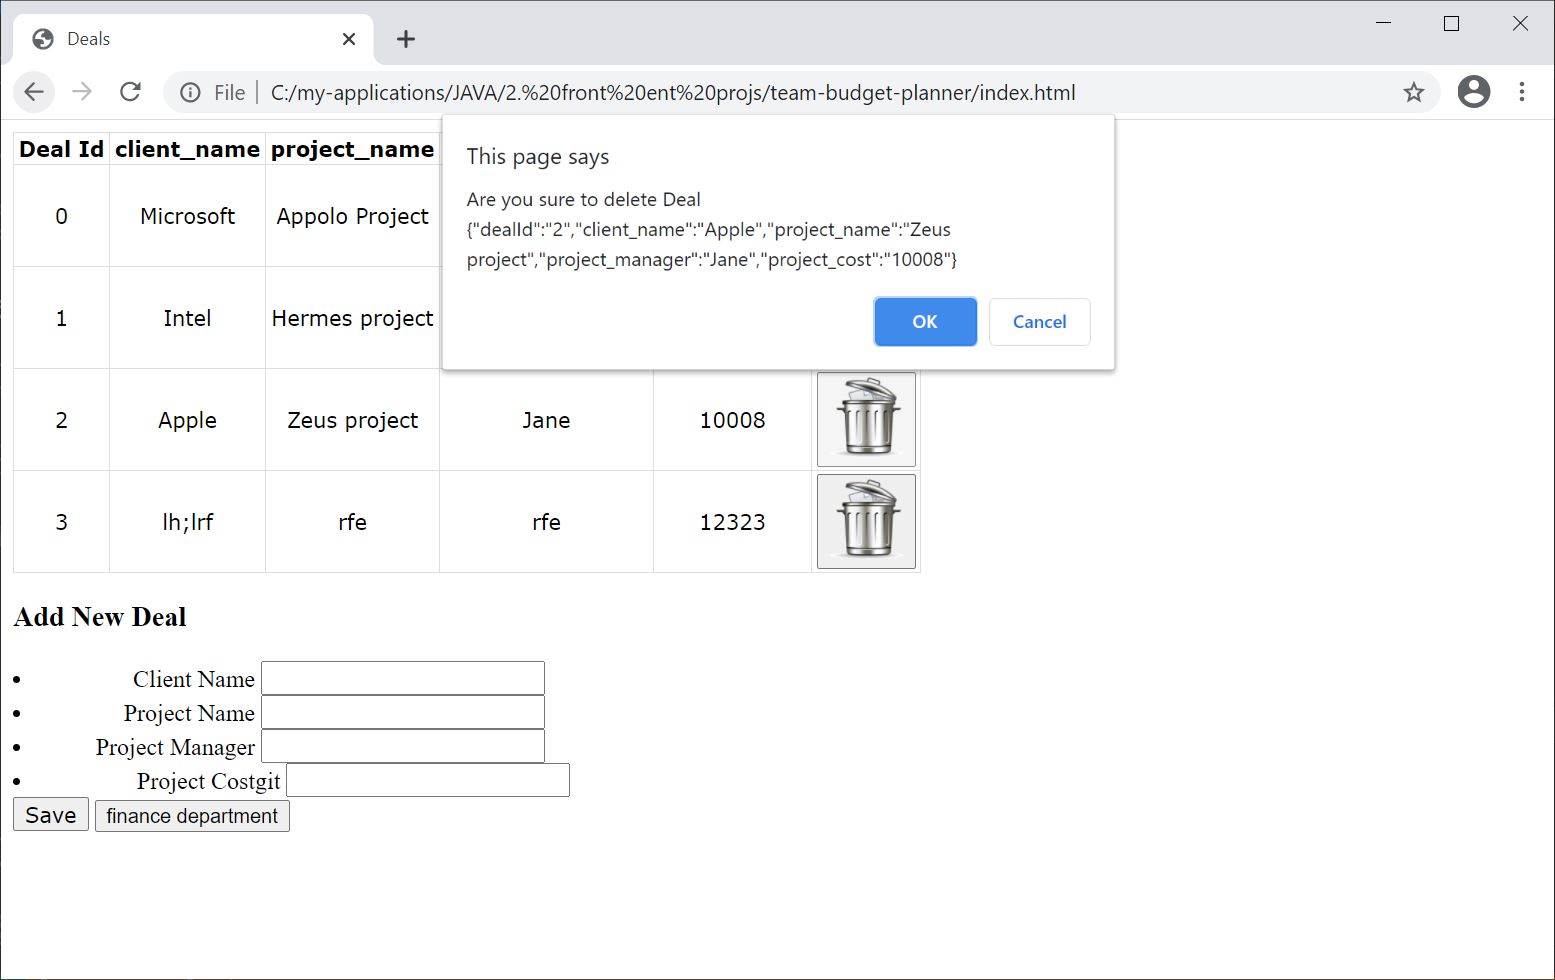 Deals
File
C:/my-applications/JAVA/2.%20front%20ent%20projs/team-budget-planner/index.html
This page says
Are you sure to delete Deal
{"dealId":"2","client_name":"Apple","project_name":"Zeus
project","project_manager":"Jane","project_cost":"10008"}
OK Cancel
Deal Id client_name project_name
0 Microsoft Appolo Project
1 Intel Hermes project
2 Apple Zeus project Jane 10008
3 lh;lrf rfe rfe 12323
Add New Deal
Client Name
Project Name
Project Manager
Project Costgit
Save finance department